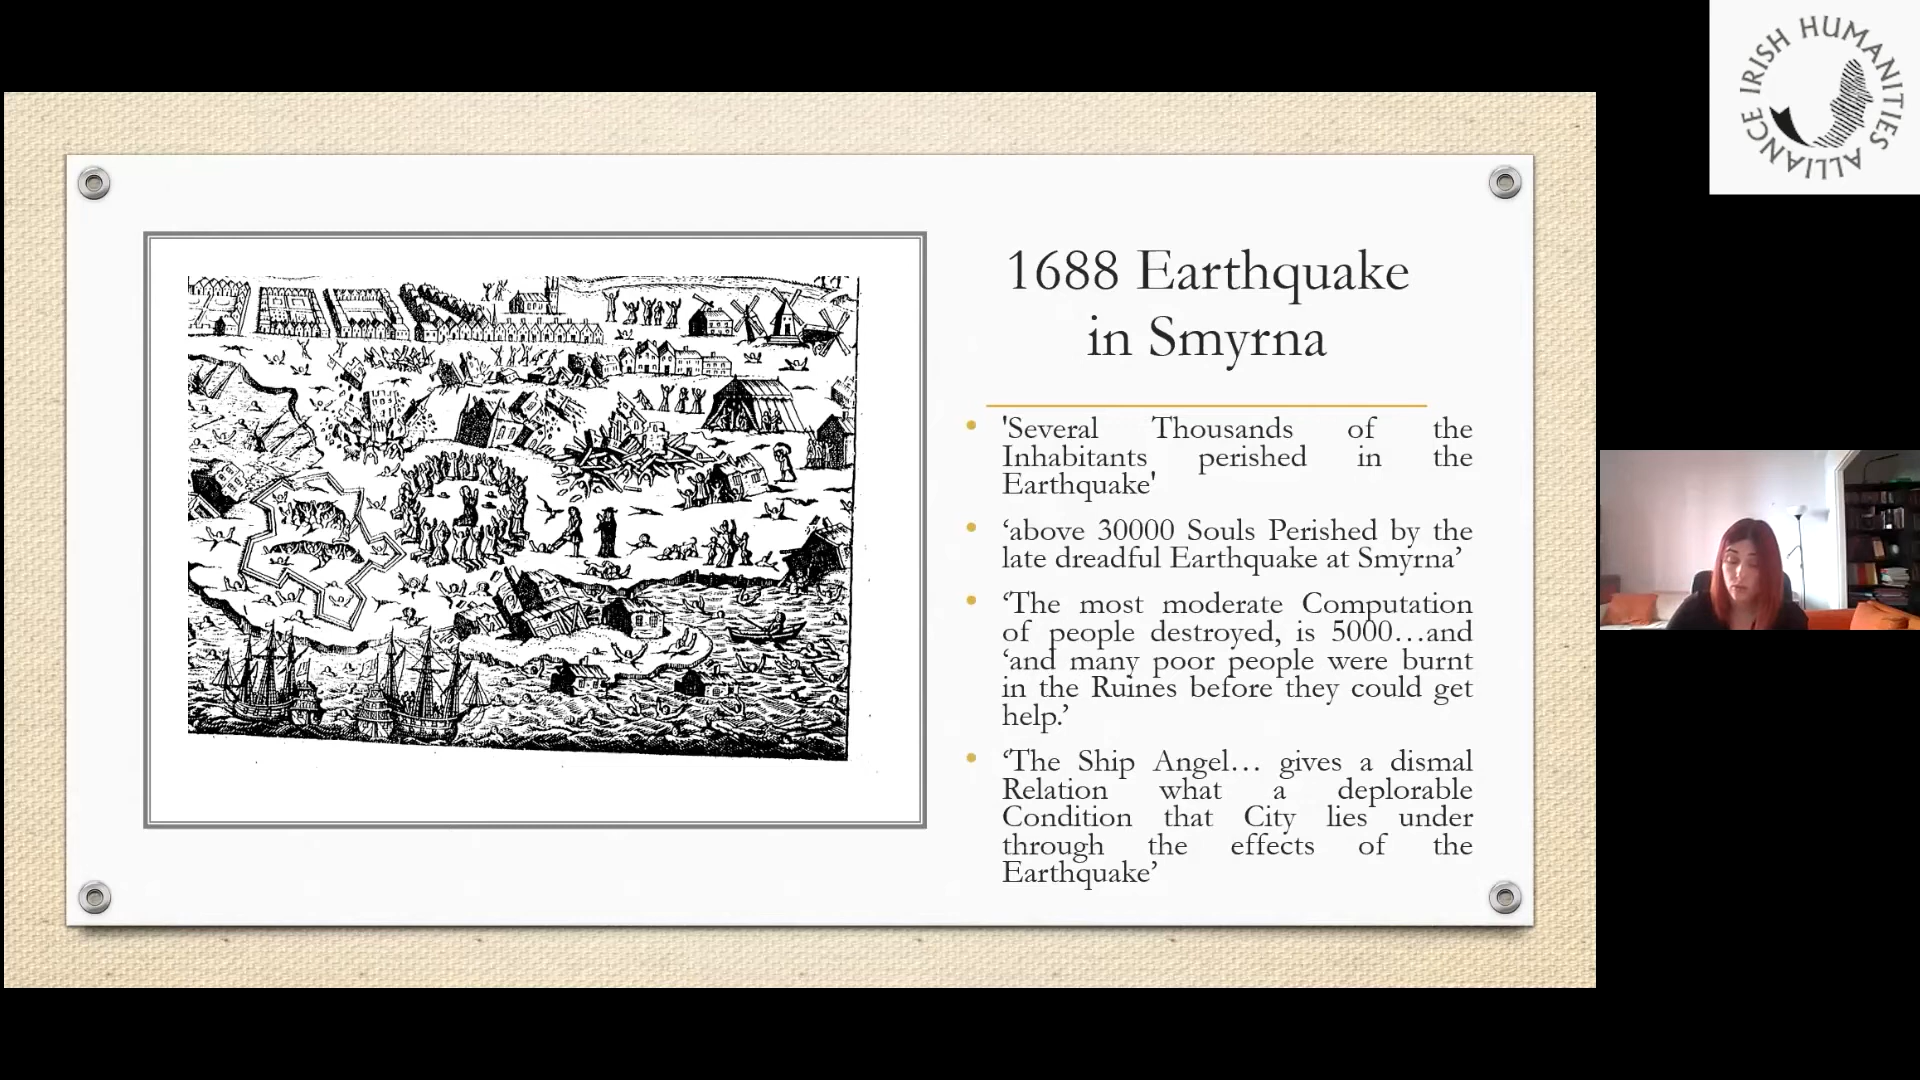 IRISH HUMANITIES ALLIANCE
1688 Earthquake
in Smyrna
'Several Thousands of the
Inhabitants perished in the
Earthquake'
‘above 30000 Souls Perished by the
late dreadful Earthquake at Smyrna’
‘The most moderate Computation
of people destroyed, is 5000…and
‘and many poor people were burnt
in the Ruines before they could get
help.’
‘The Ship Angel… gives a dismal
Relation what a deplorable
Condition that City lies under
through the effects of the
Earthquake’